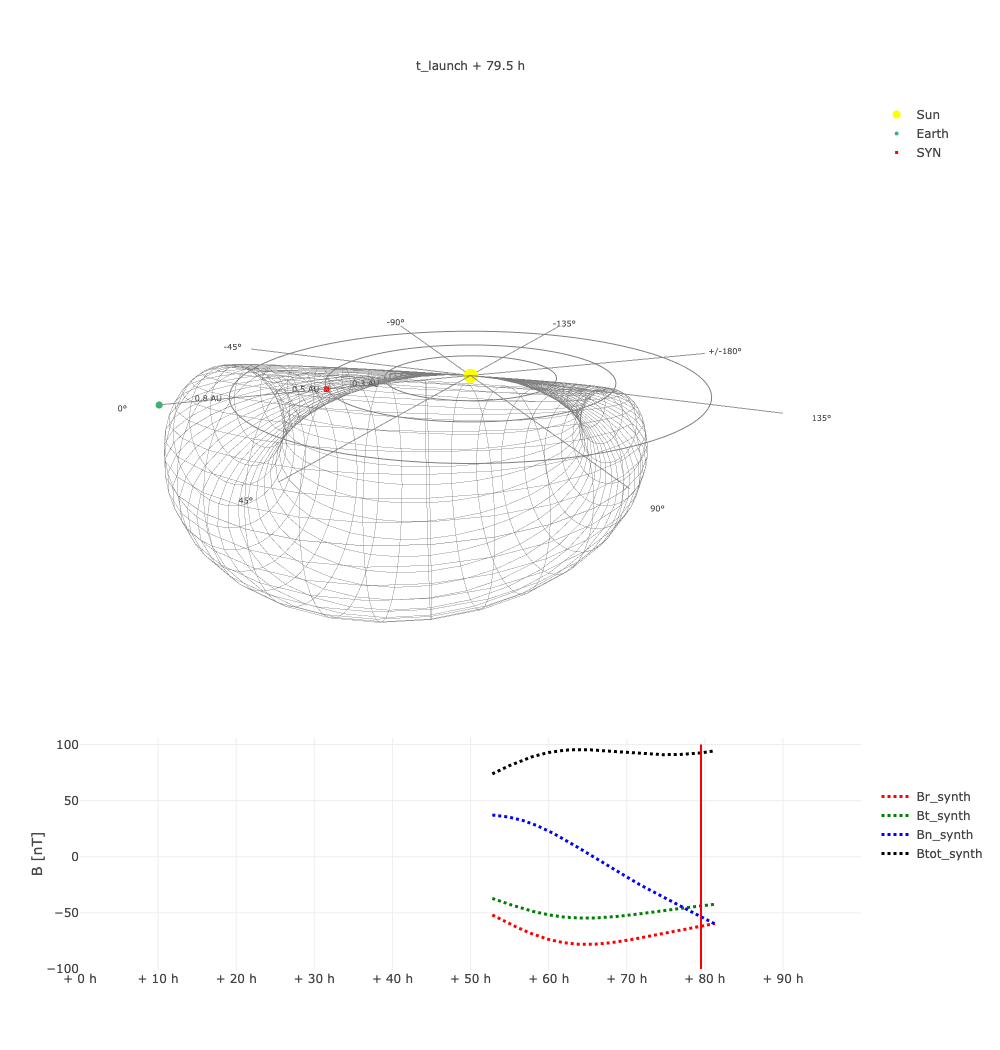 t_launch + 79.5 h
Sun
Earth
SYN
-90°
-135°
-45°
+/-180°
0.3 AU
0.5 AU
0.8 AU
0°
135°
45°
90°
100
50
0
−50
−100
B [nT]
+ 0 h
+ 10 h
+ 20 h
+ 30 h
+ 40 h
+ 50 h
+ 60 h
+ 70 h
+ 80 h
+ 90 h
Br_synth
Bt_synth
Bn_synth
Btot_synth